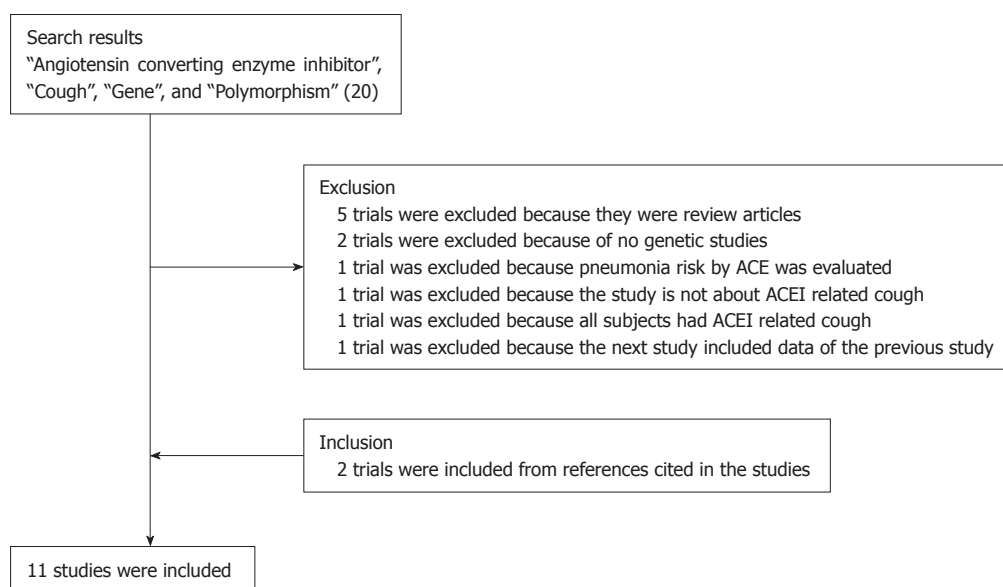 Search results
“Angiotensin converting enzyme inhibitor”,
“Cough”, “Gene”, and “Polymorphism” (20)
Exclusion
5 trials were excluded because they were review articles
2 trials were excluded because of no genetic studies
1 trial was excluded because pneumonia risk by ACE was evaluated
1 trial was excluded because the study is not about ACEI related cough
1 trial was excluded because all subjects had ACEI related cough
1 trial was excluded because the next study included data of the previous study
Inclusion
2 trials were included from references cited in the studies
11 studies were included